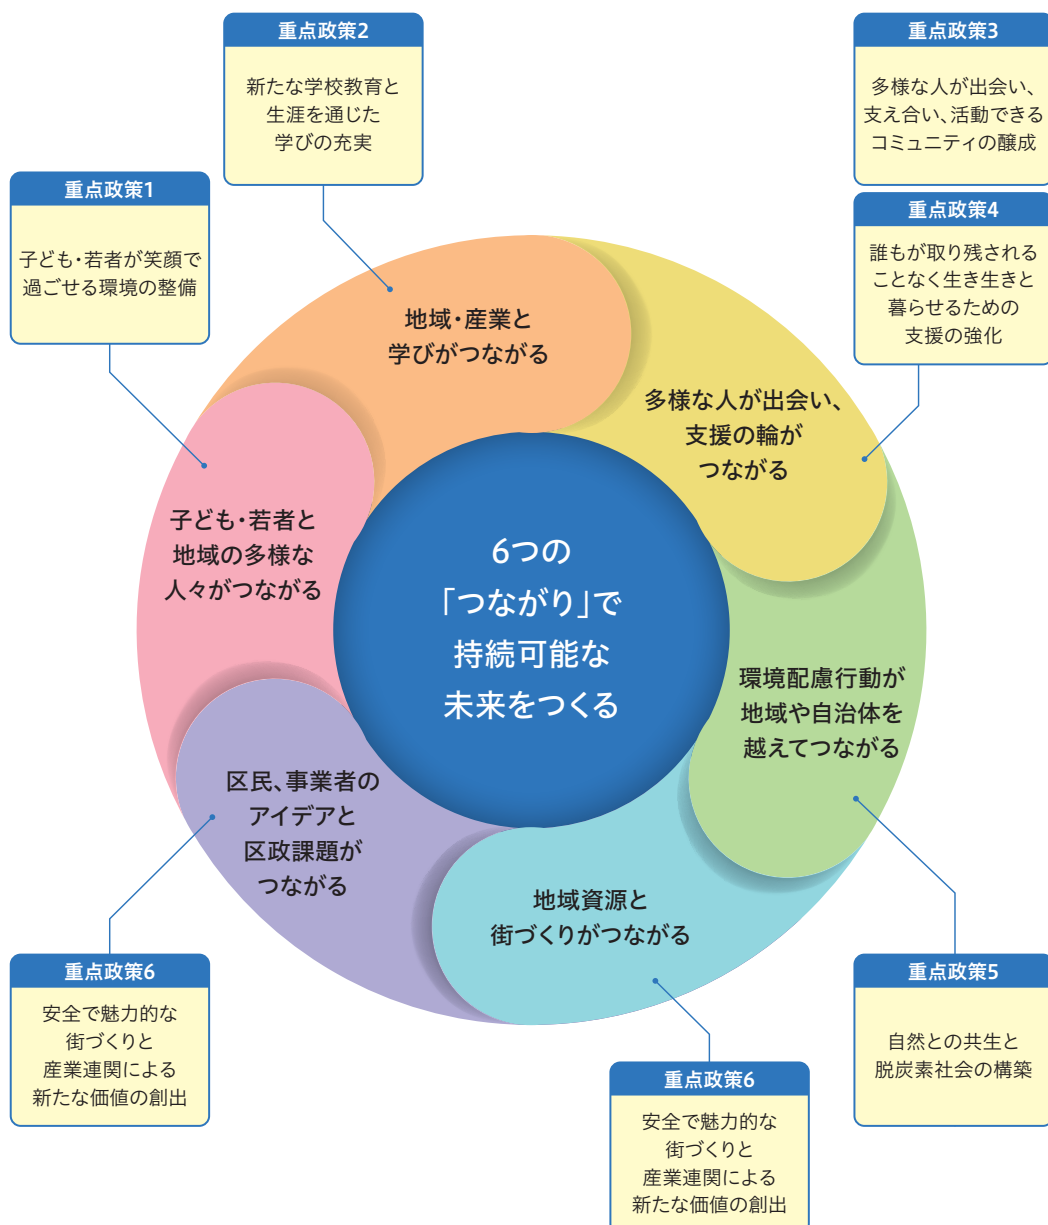 重点政策2
新たな学校教育と
生涯を通じた
学びの充実
重点政策3
多様な人が出会い、
支え合い、活動できる
コミュニティの醸成
重点政策1
子ども・若者が笑顔で
過ごせる環境の整備
重点政策4
誰もが取り残される
ことなく生き生きと
暮らせるための
支援の強化
地域・産業と
学びがつながる
多様な人が出会い、
支援の輪が
つながる
子ども・若者と
地域の多様な
人々がつながる
6つの
「つながり」で
持続可能な
未来をつくる
環境配慮行動が
地域や自治体を
越えてつながる
区民、事業者の
アイデアと
区政課題が
つながる
地域資源と
街づくりがつながる
重点政策6
安全で魅力的な
街づくりと
産業連関による
新たな価値の創出
重点政策6
安全で魅力的な
街づくりと
産業連関による
新たな価値の創出
重点政策5
自然との共生と
脱炭素社会の構築